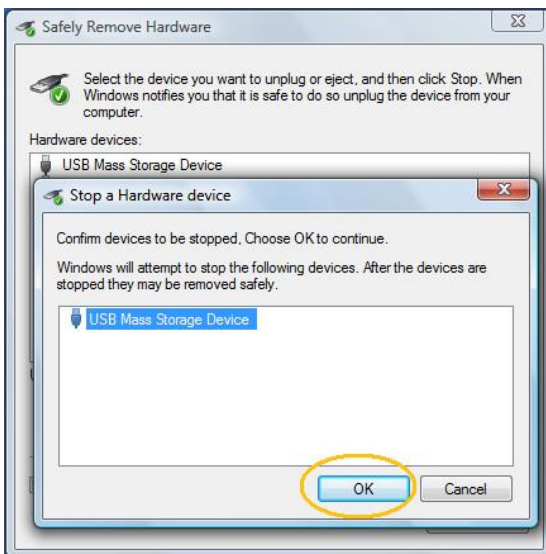 Safely Remove Hardware
Select the device you want to unplug or eject, and then click Stop. When
Windows notifies you that it is safe to do so unplug the device from your
computer.
Hardware devices:
USB Mass Storage Device
Stop a Hardware device
Confirm devices to be stopped, Choose OK to continue.
Windows will attempt to stop the following devices. After the devices are
stopped they may be removed safely.
USB Mass Storage Device
OK Cancel